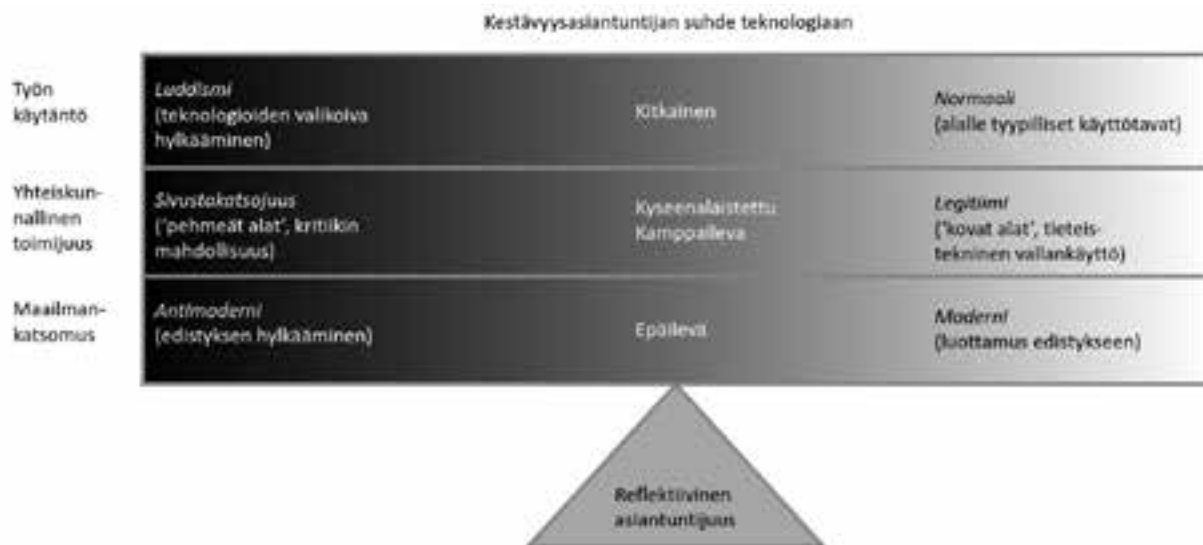 Kestävyysasiantuntijan suhde teknologiaan
Työn
käytäntö
Luddismi
(teknologioiden valikoiva
hylkääminen)
Kitkainen
Normaali
(alalle tyypilliset käyttötavat)
Yhteiskun-
nallinen
toimijuus
Sivustakatsojuus
('pehmeät alat', kritiikin
mahdollisuus)
Kyseenalaistettu
Kamppaileva
Legitiimi
('kovat alat', tieteis-
tekninen vallankäyttö)
Maailman-
katsomus
Antimoderni
(edistyksen hylkääminen)
Epäilevä
Moderni
(luottamus edistykseen)
Reflektiivinen
asiantuntijuus